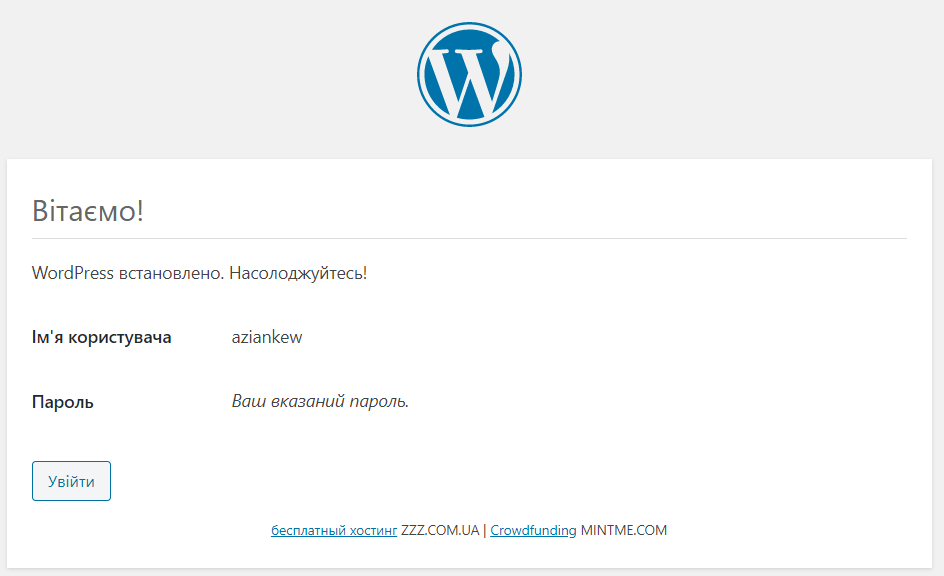 Вітаємо!
WordPress встановлено. Насолоджуйтесь!
Ім'я користувача aziankew
Пароль Ваш вказаний пароль.
Увійти
бесплатный хостинг ZZZ.COM.UA | Crowdfunding MINTME.COM